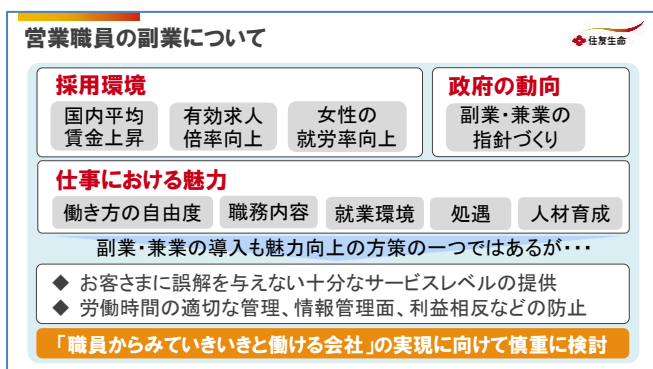 営業職員の副業について
住友生命
採用環境
国内平均
賃金上昇
有効求人
倍率向上
女性の
就労率向上
政府の動向
副業・兼業の
指針づくり
仕事における魅力
働き方の自由度
職務内容
就業環境
処遇
人材育成
副業・兼業の導入も魅力向上の方策の一つではあるが・・・
◆ お客さまに誤解を与えない十分なサービスレベルの提供
◆ 労働時間の適切な管理、情報管理面、利益相反などの防止
「職員からみていきいきと働ける会社」の実現に向けて慎重に検討